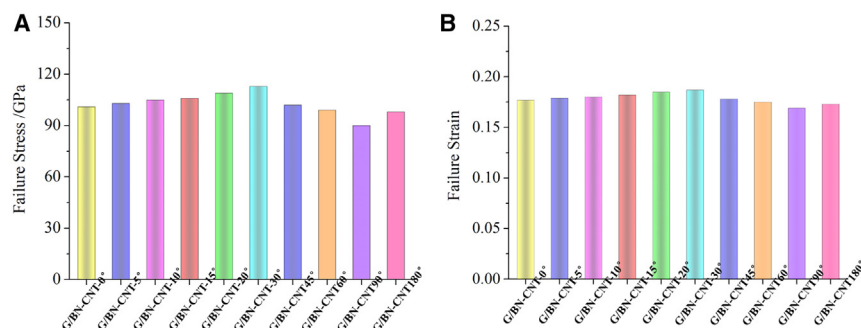 A
150
120
90
60
30
0
Failure Stress /GPa
G/BN-CNT-0°
G/BN-CNT-5°
G/BN-CNT-10°
G/BN-CNT-15°
G/BN-CNT-20°
G/BN-CNT-30°
G/BN-CNT45°
G/BN-CNT60°
G/BN-CNT90°
G/BN-CNT180°
B
0.25
0.20
0.15
0.10
0.05
0.00
Failure Strain
G/BN-CNT-0°
G/BN-CNT-5°
G/BN-CNT-10°
G/BN-CNT-15°
G/BN-CNT-20°
G/BN-CNT-30°
G/BN-CNT45°
G/BN-CNT60°
G/BN-CNT90°
G/BN-CNT180°